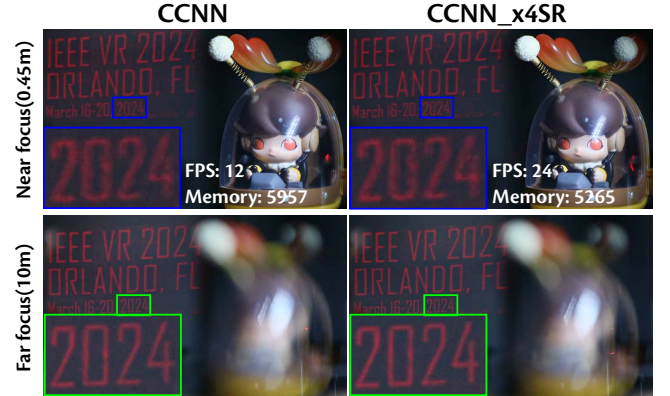 CCNN
CCNN_x4SR
Near focus(0.45m)
IEEE VR 2024
ORLANDO, FL
March 16-20, 2024
2024
FPS: 12
Memory: 5957
IEEE VR 2024
ORLANDO, FL
March 16-20, 2024
2024
FPS: 24
Memory: 5265
Far focus(10m)
IEEE VR 2024
ORLANDO, FL
March 16-20, 2024
2024
IEEE VR 2024
ORLANDO, FL
March 16-20, 2024
2024